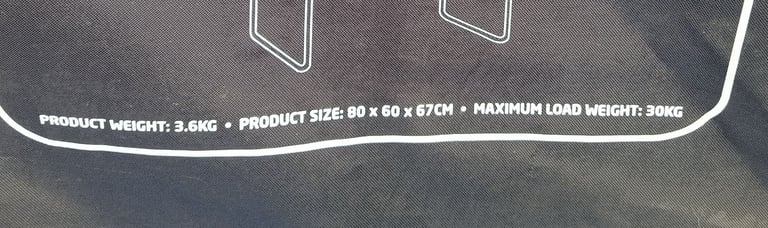 PRODUCT WEIGHT: 3.6KG • PRODUCT SIZE: 80 x 60 x 67CM • MAXIMUM LOAD WEIGHT: 30KG